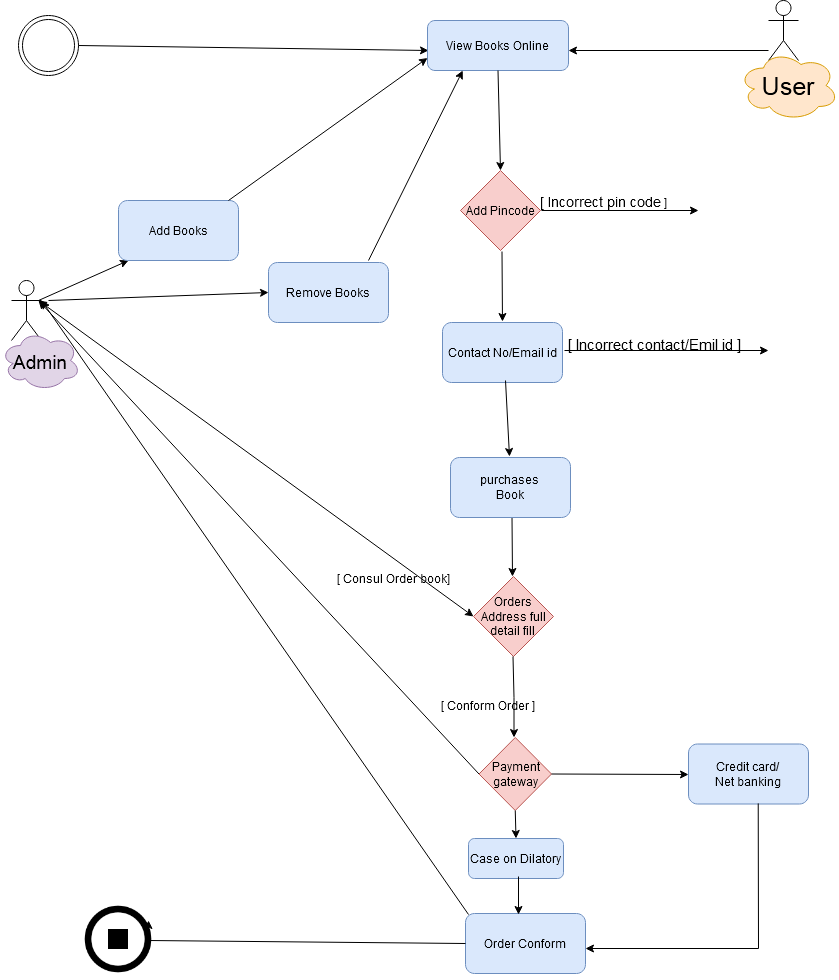 View Books Online
User
Add Pincode
[ Incorrect pin code ]
Add Books
Remove Books
Admin
Contact No/Email id
[ Incorrect contact/Emil id ]
purchases
Book
[ Consul Order book]
Orders
Address full
detail fill
[ Conform Order ]
Payment
gateway
Credit card/
Net banking
Case on Dilatory
Order Conform